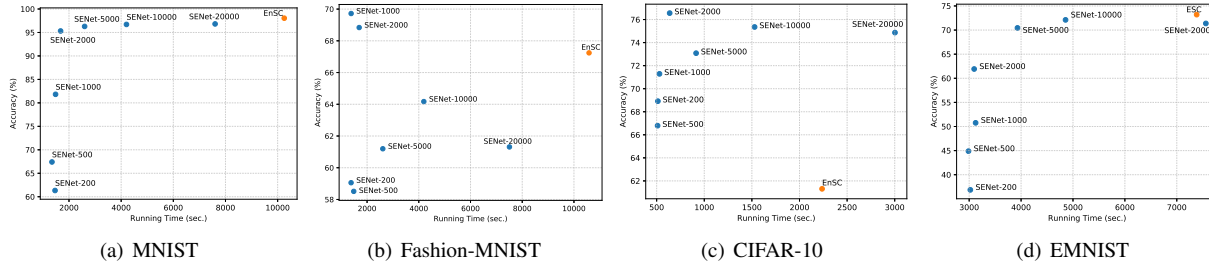 SENet-5000
SENet-10000
SENet-20000
EnSC
SENet-2000
SENet-1000
SENet-500
SENet-200
100
95
90
85
80
75
70
65
60
2000
4000
6000
8000
10000
Accuracy (%)
Running Time (sec.)
(a) MNIST
SENet-1000
SENet-2000
EnSC
SENet-10000
SENet-5000
SENet-20000
SENet-200
SENet-500
70
68
66
64
62
60
58
2000
4000
6000
8000
10000
Accuracy (%)
Running Time (sec.)
(b) Fashion-MNIST
SENet-2000
SENet-10000
SENet-20000
SENet-5000
SENet-1000
SENet-200
SENet-500
EnSC
76
74
72
70
68
66
64
62
500
1000
1500
2000
2500
3000
Accuracy (%)
Running Time (sec.)
(c) CIFAR-10
ESC
SENet-10000
SENet-5000
SENet-2000
SENet-2000
SENet-1000
SENet-500
SENet-200
75
70
65
60
55
50
45
40
35
3000
4000
5000
6000
7000
Accuracy (%)
Running Time (sec.)
(d) EMNIST